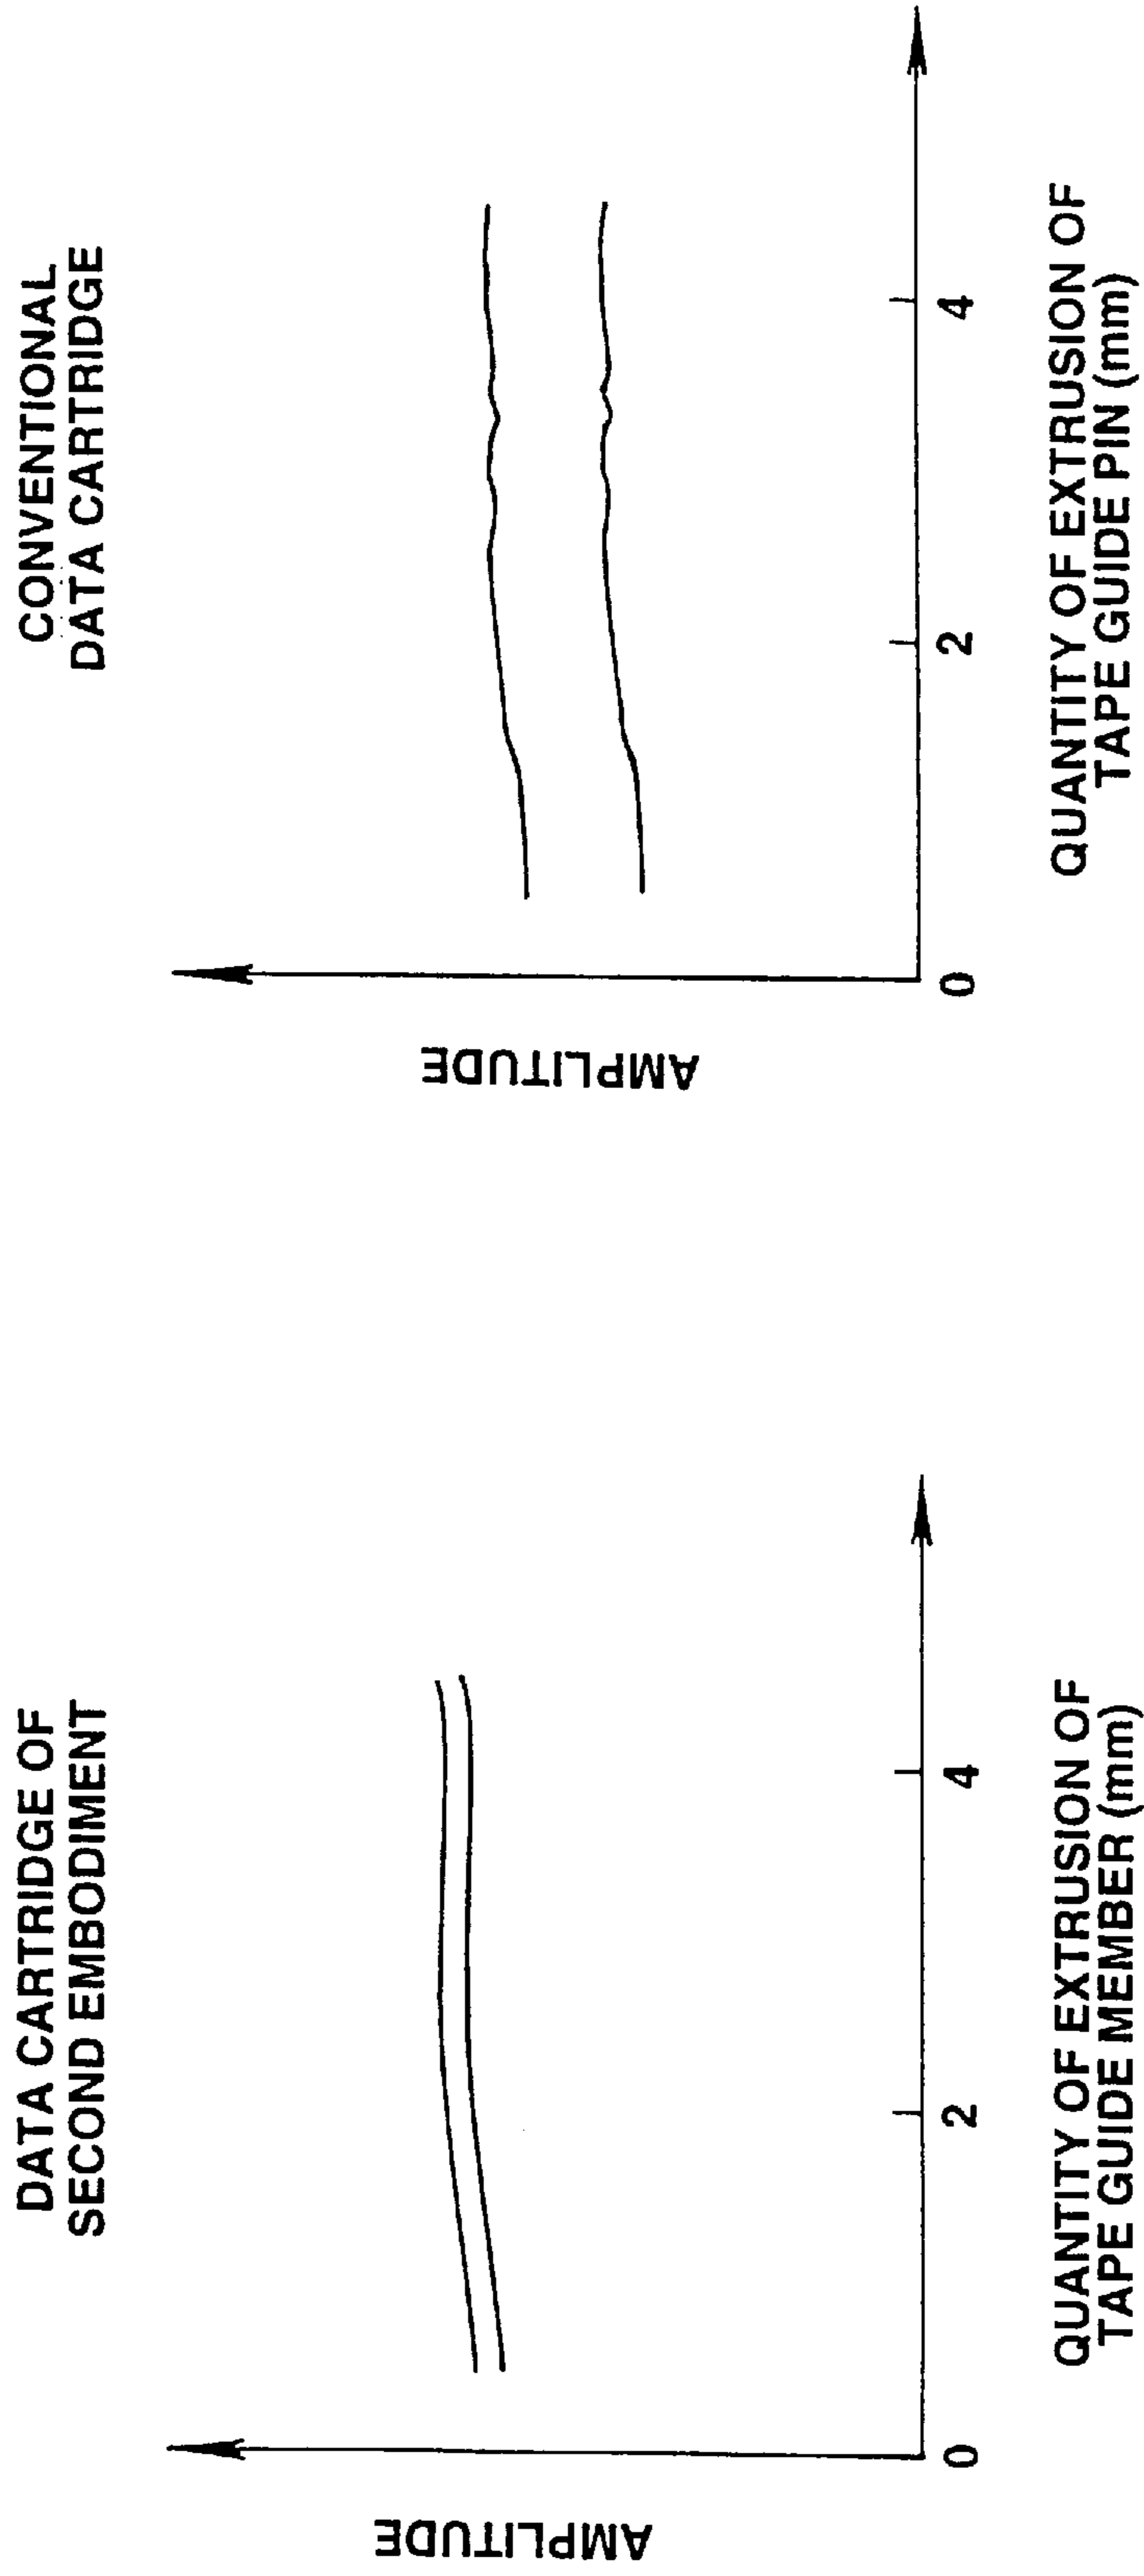 DATA CARTRIDGE OF
SECOND EMBODIMENT
AMPLITUDE
0
2
4
QUANTITY OF EXTRUSION OF
TAPE GUIDE MEMBER (mm)
CONVENTIONAL
DATA CARTRIDGE
AMPLITUDE
0
2
4
QUANTITY OF EXTRUSION OF
TAPE GUIDE PIN (mm)